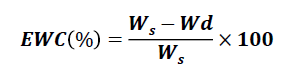 EWC(%) = (W_s − Wd) / W_s × 100